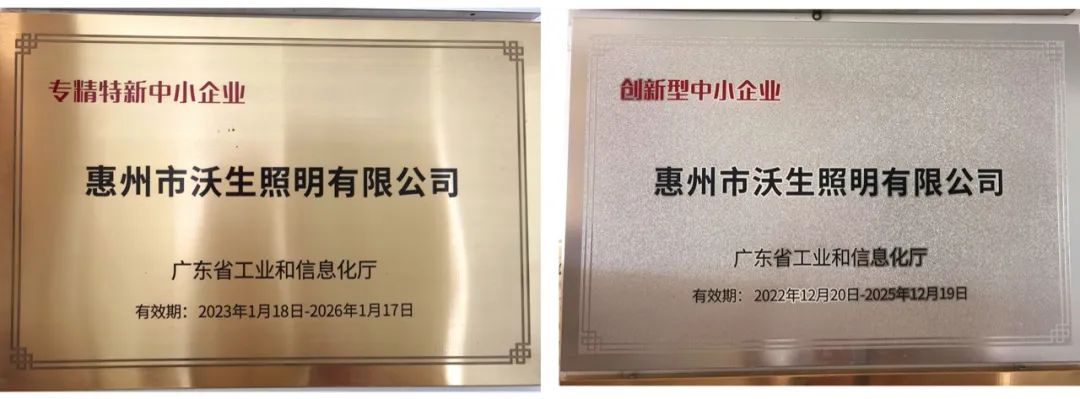 专精特新中小企业
惠州市沃生照明有限公司
广东省工业和信息化厅
有效期：2023年1月18日-2026年1月17日
创新型中小企业
惠州市沃生照明有限公司
广东省工业和信息化厅
有效期：2022年12月20日-2025年12月19日